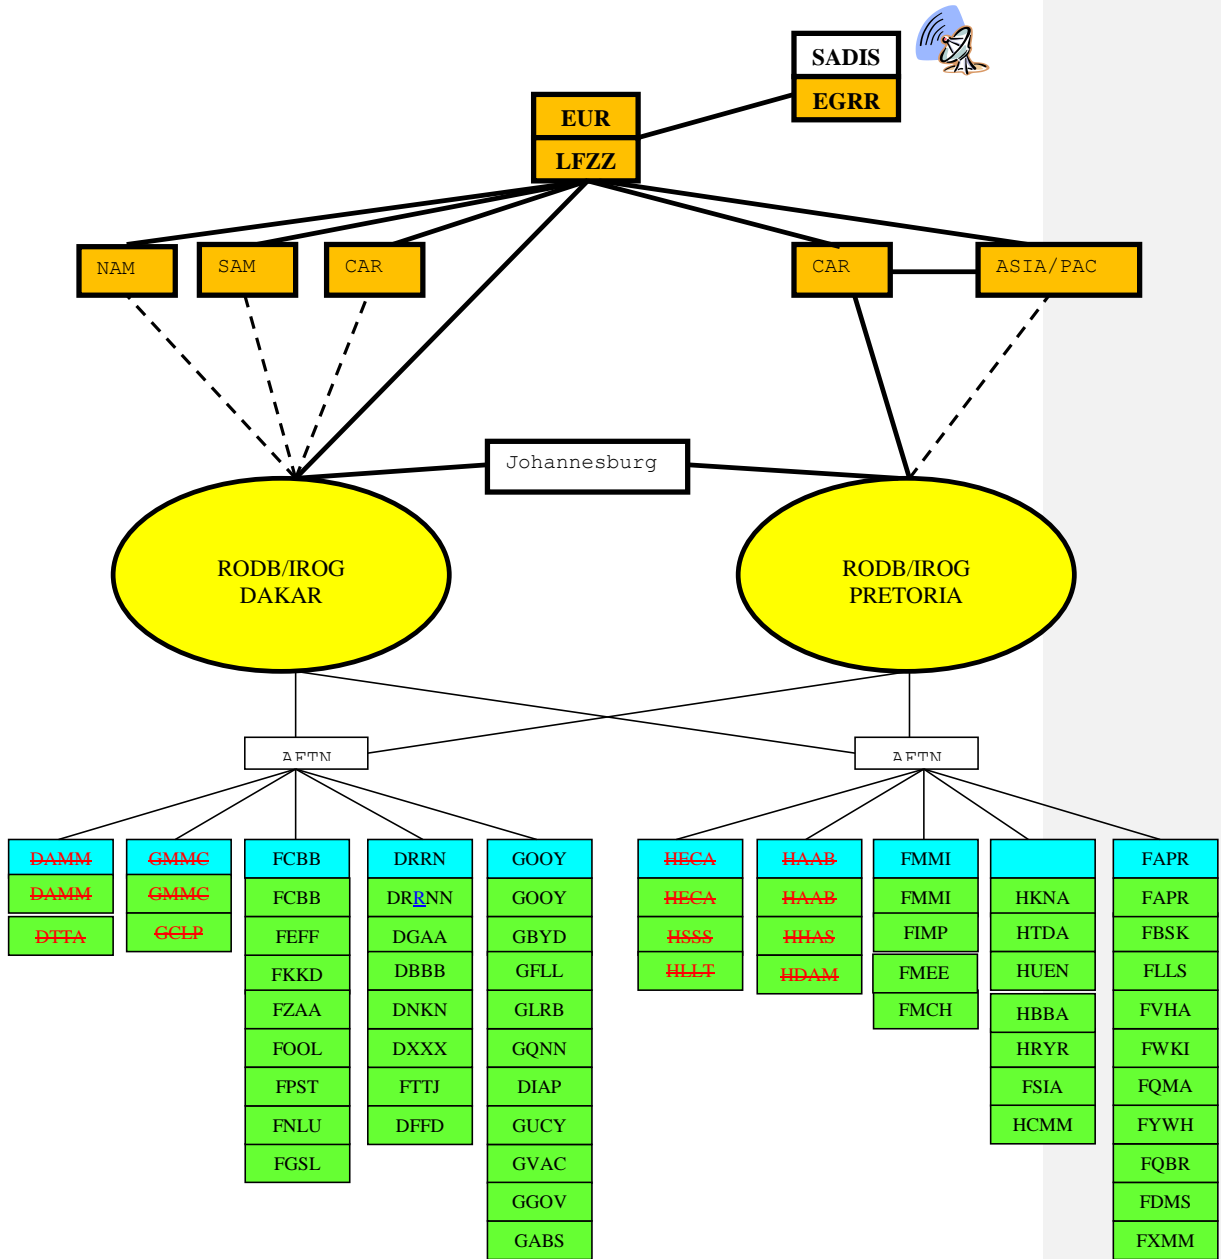 SADIS
EGRR
EUR
LFZZ
NAM
SAM
CAR
CAR
ASIA/PAC
Johannesburg
RODB/IROG
DAKAR
RODB/IROG
PRETORIA
AFTN
AFTN
DAMM
DAMM
DTTA
GMMC
GMMC
GCLP
FCBB
FCBB
FEFF
FKKD
FZAA
FOOL
FPST
FNLU
FGSL
DRRN
DRRNN
DGAA
DBBB
DNKN
DXXX
FTTJ
DFFD
GOOY
GOOY
GBYD
GFLL
GLRB
GQNN
DIAP
GUCY
GVAC
GGOV
GABS
HECA
HECA
HSSS
HLLT
HAAB
HAAB
HHAS
HDAM
FMMI
FMMI
FIMP
FMEE
FMCH
HKNA
HTDA
HUEN
HBBA
HRYR
FSIA
HCMM
FAPR
FAPR
FBSK
FLLS
FVHA
FWKI
FQMA
FYWH
FQBR
FDMS
FXMM